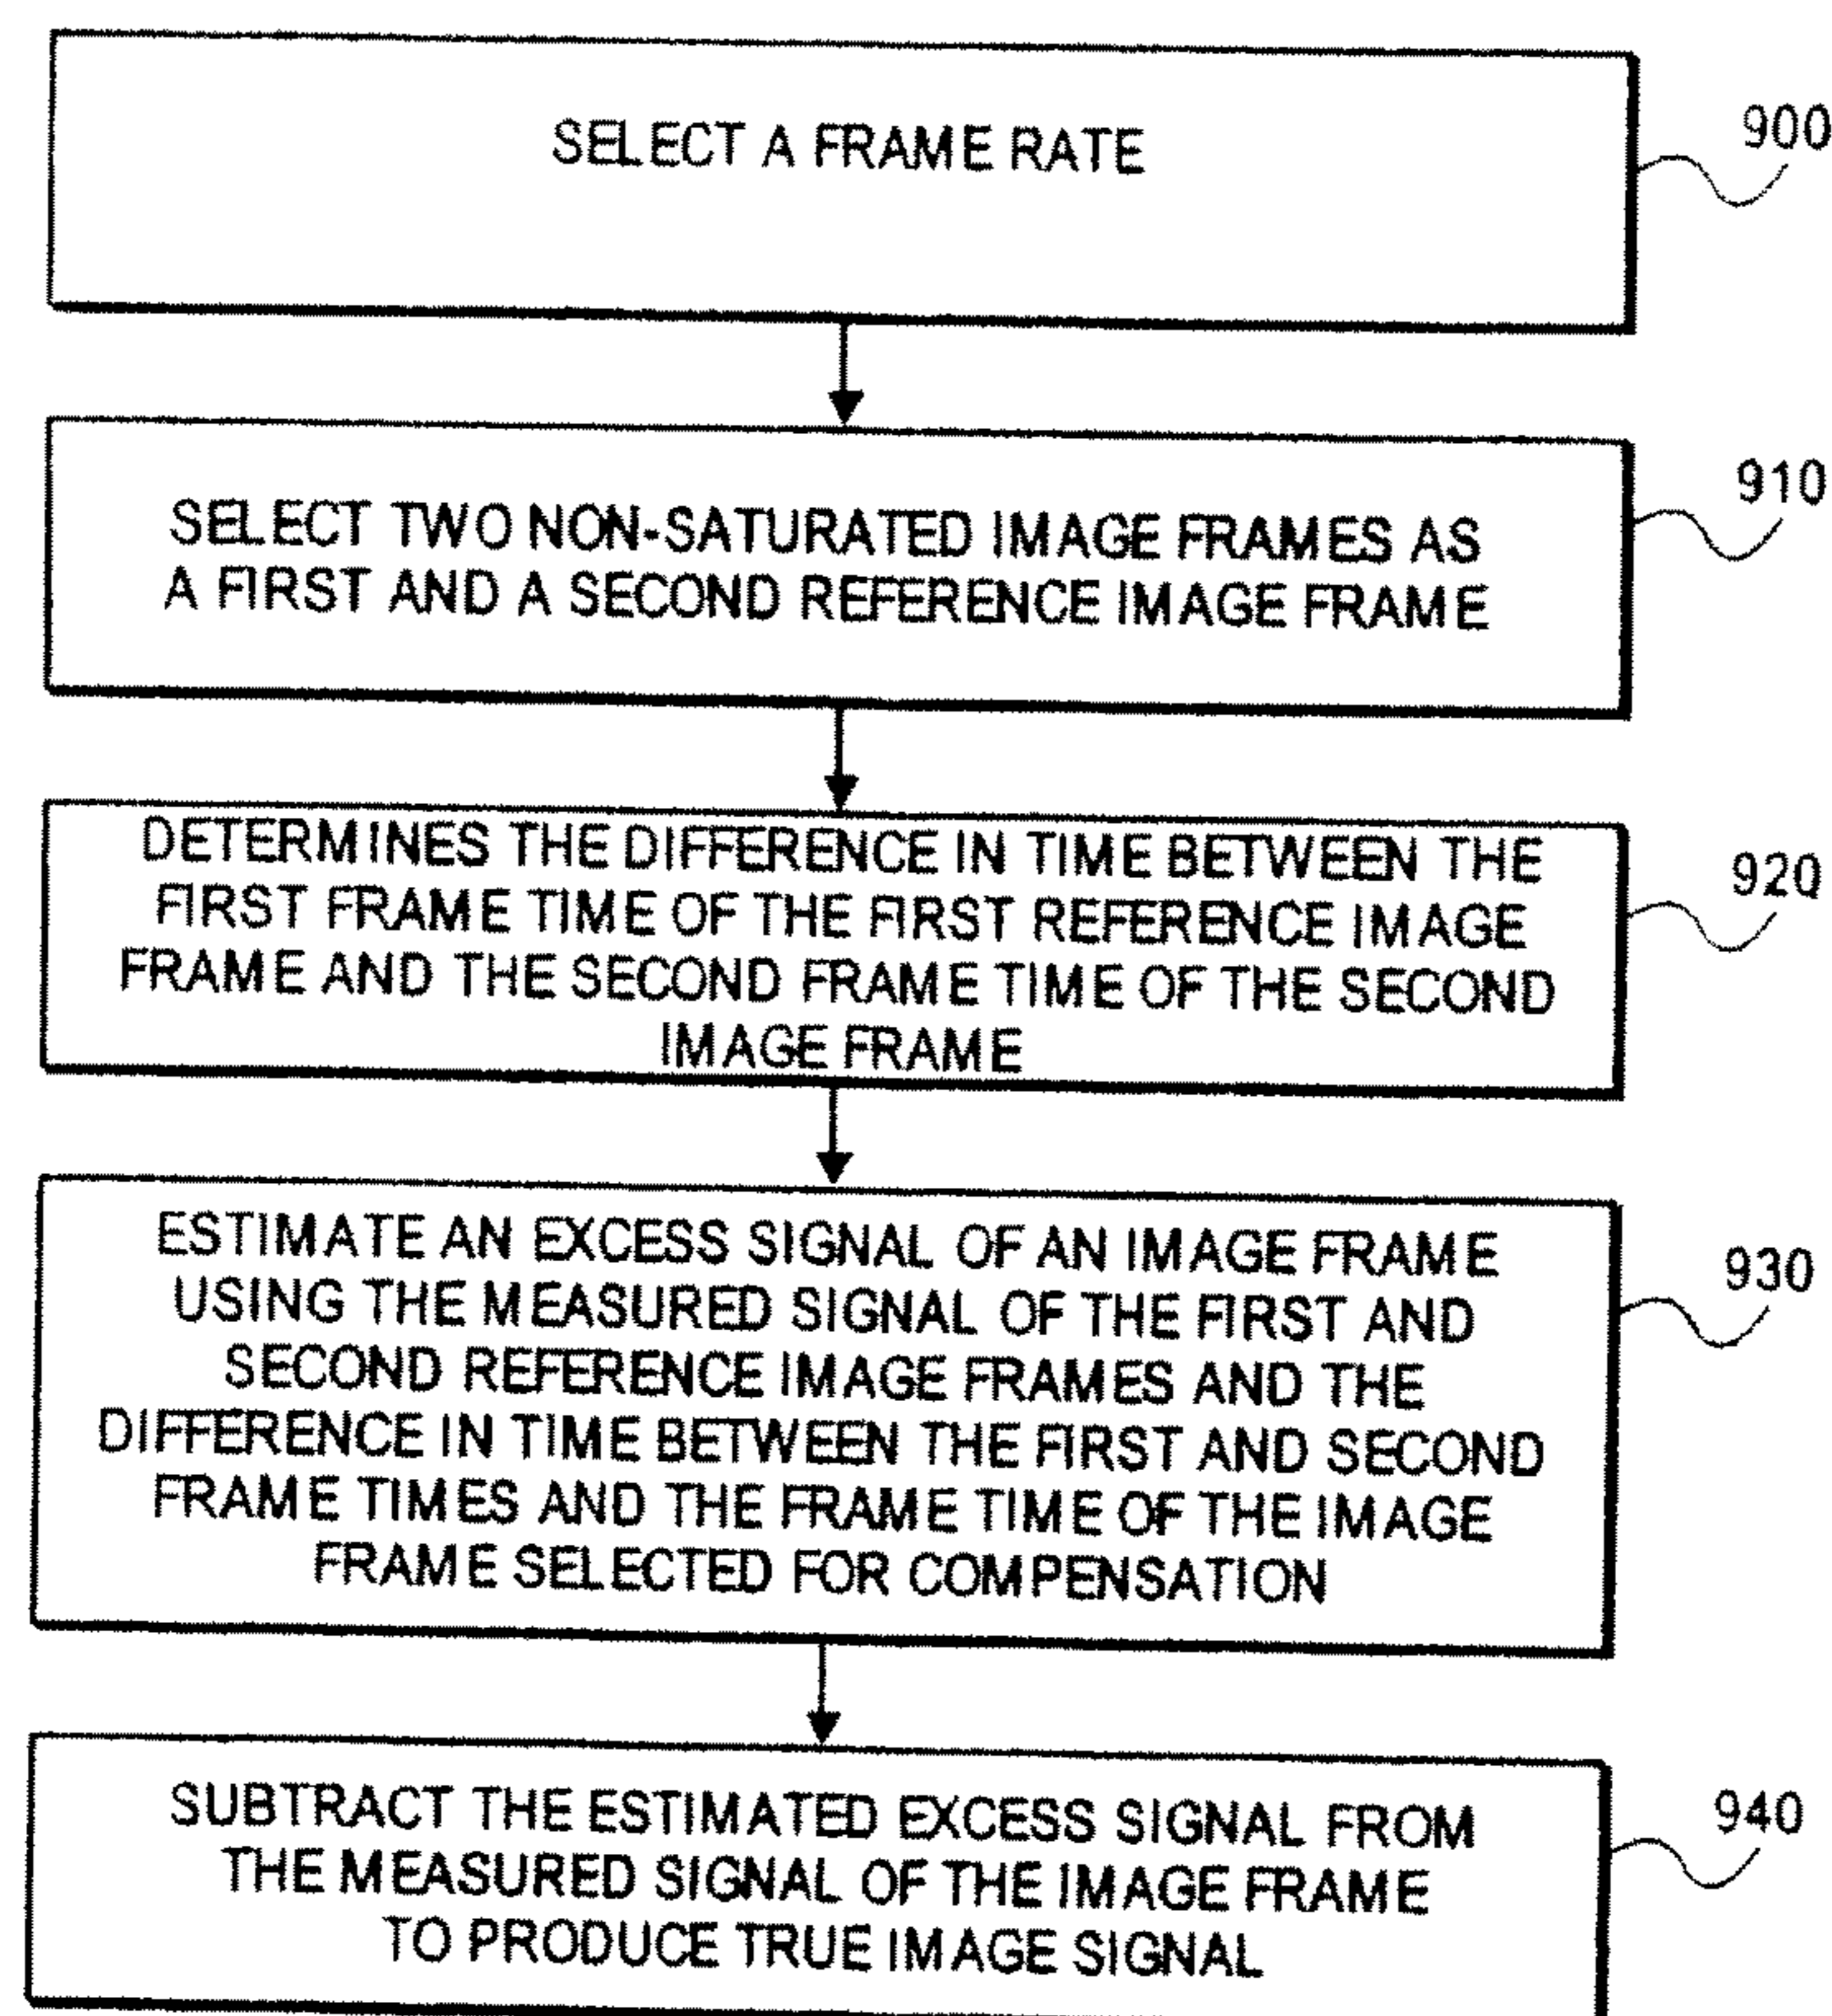 SELECT A FRAME RATE
900
SELECT TWO NON-SATURATED IMAGE FRAMES AS
A FIRST AND A SECOND REFERENCE IMAGE FRAME
910
DETERMINES THE DIFFERENCE IN TIME BETWEEN THE
FIRST FRAME TIME OF THE FIRST REFERENCE IMAGE
FRAME AND THE SECOND FRAME TIME OF THE SECOND
IMAGE FRAME
920
ESTIMATE AN EXCESS SIGNAL OF AN IMAGE FRAME
USING THE MEASURED SIGNAL OF THE FIRST AND
SECOND REFERENCE IMAGE FRAMES AND THE
DIFFERENCE IN TIME BETWEEN THE FIRST AND SECOND
FRAME TIMES AND THE FRAME TIME OF THE IMAGE
FRAME SELECTED FOR COMPENSATION
930
SUBTRACT THE ESTIMATED EXCESS SIGNAL FROM
THE MEASURED SIGNAL OF THE IMAGE FRAME
TO PRODUCE TRUE IMAGE SIGNAL
940